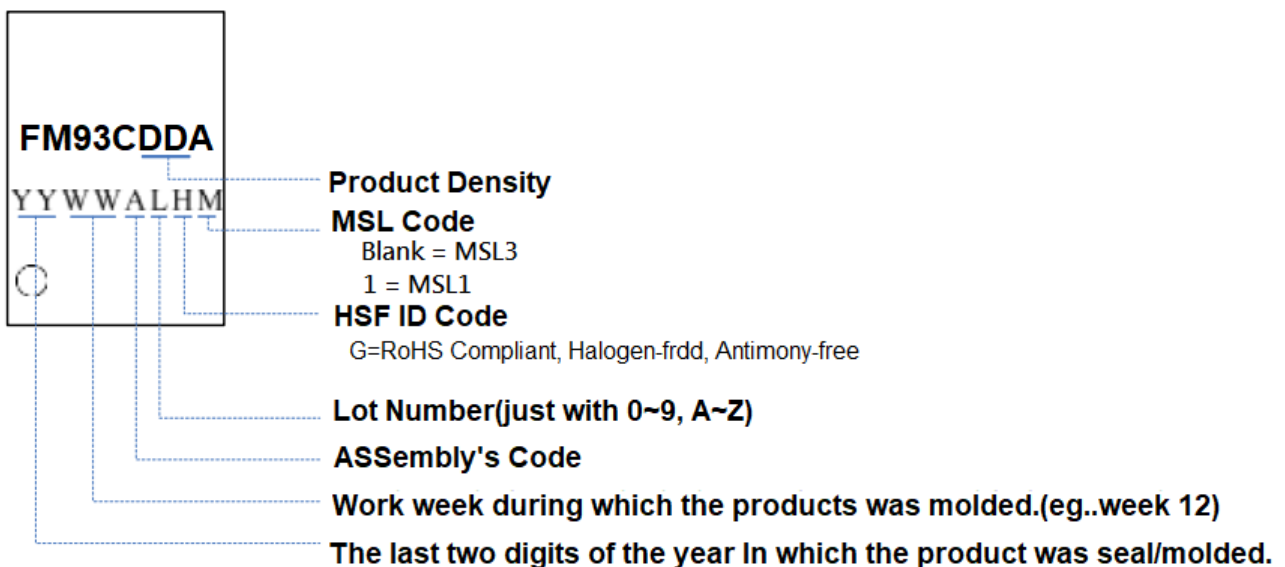 FM93CDDA
YYWWALHM
Product Density
MSL Code
Blank = MSL3
1 = MSL1
HSF ID Code
G=RoHS Compliant, Halogen-frdd, Antimony-free
Lot Number(just with 0~9, A~Z)
ASSembly's Code
Work week during which the products was molded.(eg..week 12)
The last two digits of the year In which the product was seal/molded.